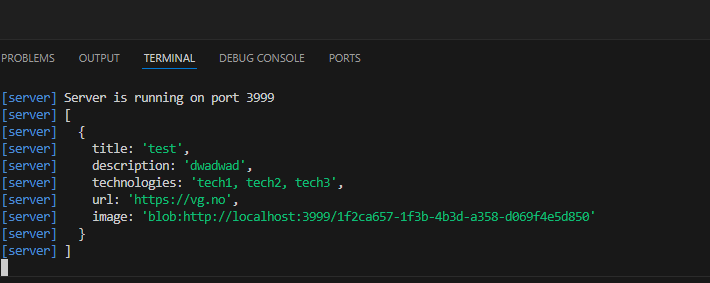 PROBLEMS OUTPUT TERMINAL DEBUG CONSOLE PORTS
[server] Server is running on port 3999
[server] [
[server]   {
[server]     title: 'test',
[server]     description: 'dwadwad',
[server]     technologies: 'tech1, tech2, tech3',
[server]     url: 'https://vg.no',
[server]     image: 'blob:http://localhost:3999/1f2ca657-1f3b-4b3d-a358-d069f4e5d850'
[server]   }
[server] ]